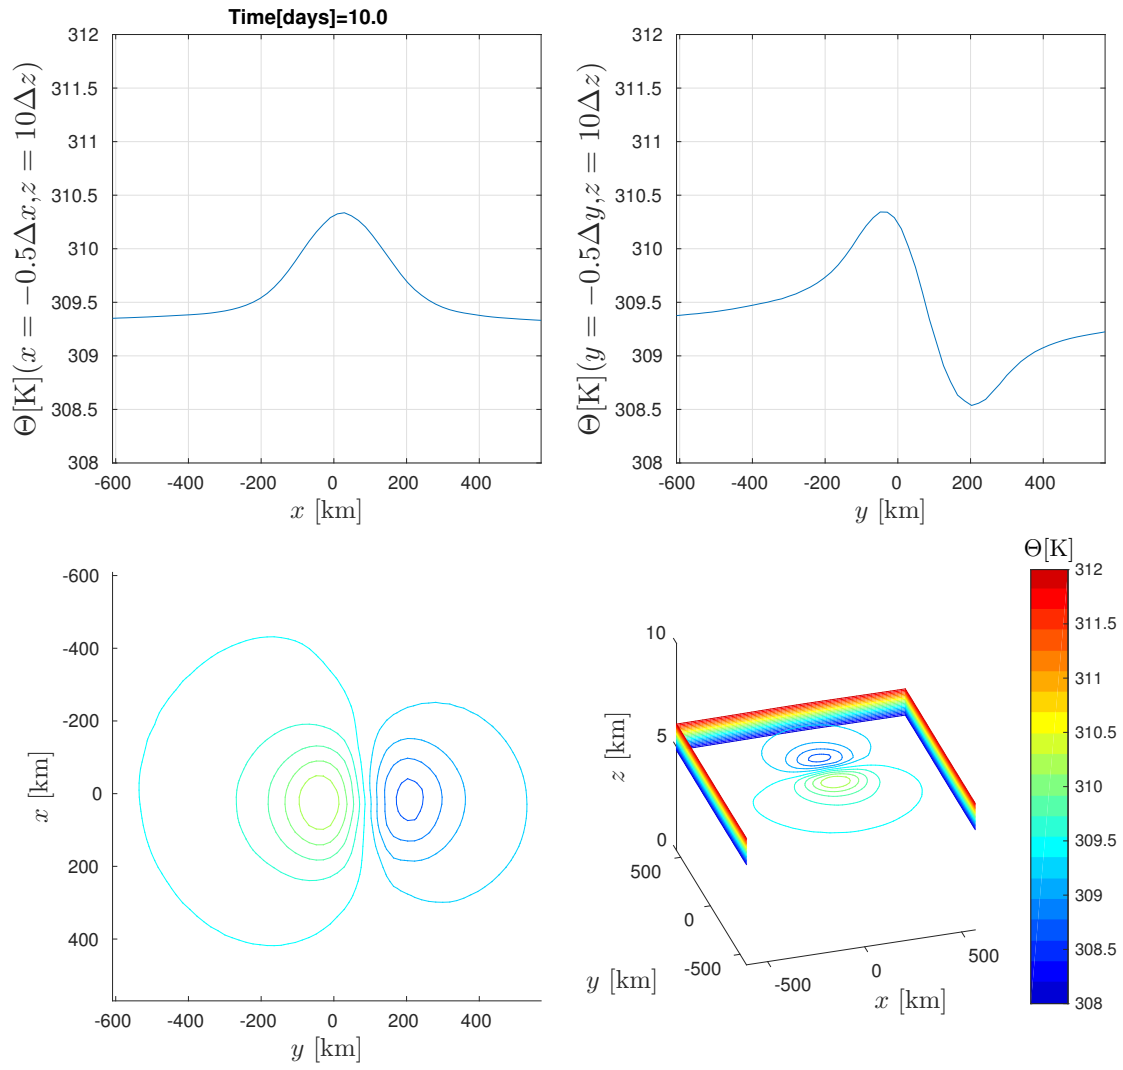 Time[days]=10.0
312
311.5
311
310.5
310
309.5
309
308.5
308
Θ[K](x = −0.5Δx,z = 10Δz)
-600 -400 -200 0 200 400
x [km]
312
311.5
311
310.5
310
309.5
309
308.5
308
Θ[K](y = −0.5Δy,z = 10Δz)
-600 -400 -200 0 200 400
y [km]
-600
-400
-200
0
200
400
x [km]
-600 -400 -200 0 200 400
y [km]
10
5
0
z [km]
500
0
-500
y [km]
-500 0 500
x [km]
Θ[K]
312
311.5
311
310.5
310
309.5
309
308.5
308